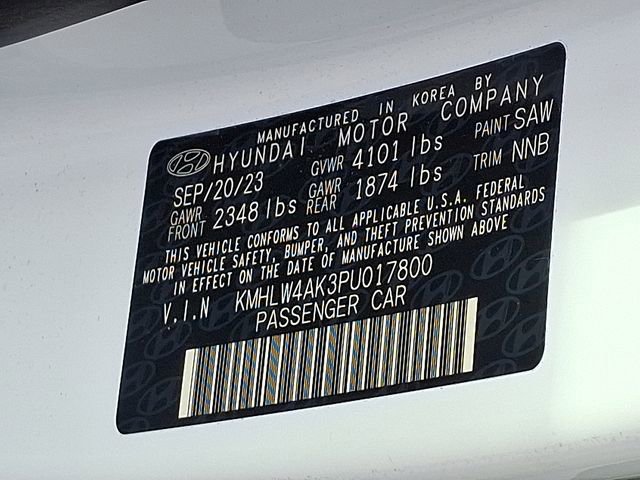 MANUFACTURED IN KOREA BY
HYUNDAI MOTOR COMPANY
SEP/20/23 GVWR 4101 lbs PAINT SAW
GAWR FRONT 2348 lbs GAWR REAR 1874 lbs TRIM NNB
THIS VEHICLE CONFORMS TO ALL APPLICABLE U.S.A. FEDERAL
MOTOR VEHICLE SAFETY, BUMPER, AND THEFT PREVENTION STANDARDS
IN EFFECT ON THE DATE OF MANUFACTURE SHOWN ABOVE
V.I.N KMHLW4AK3PU017800
PASSENGER CAR